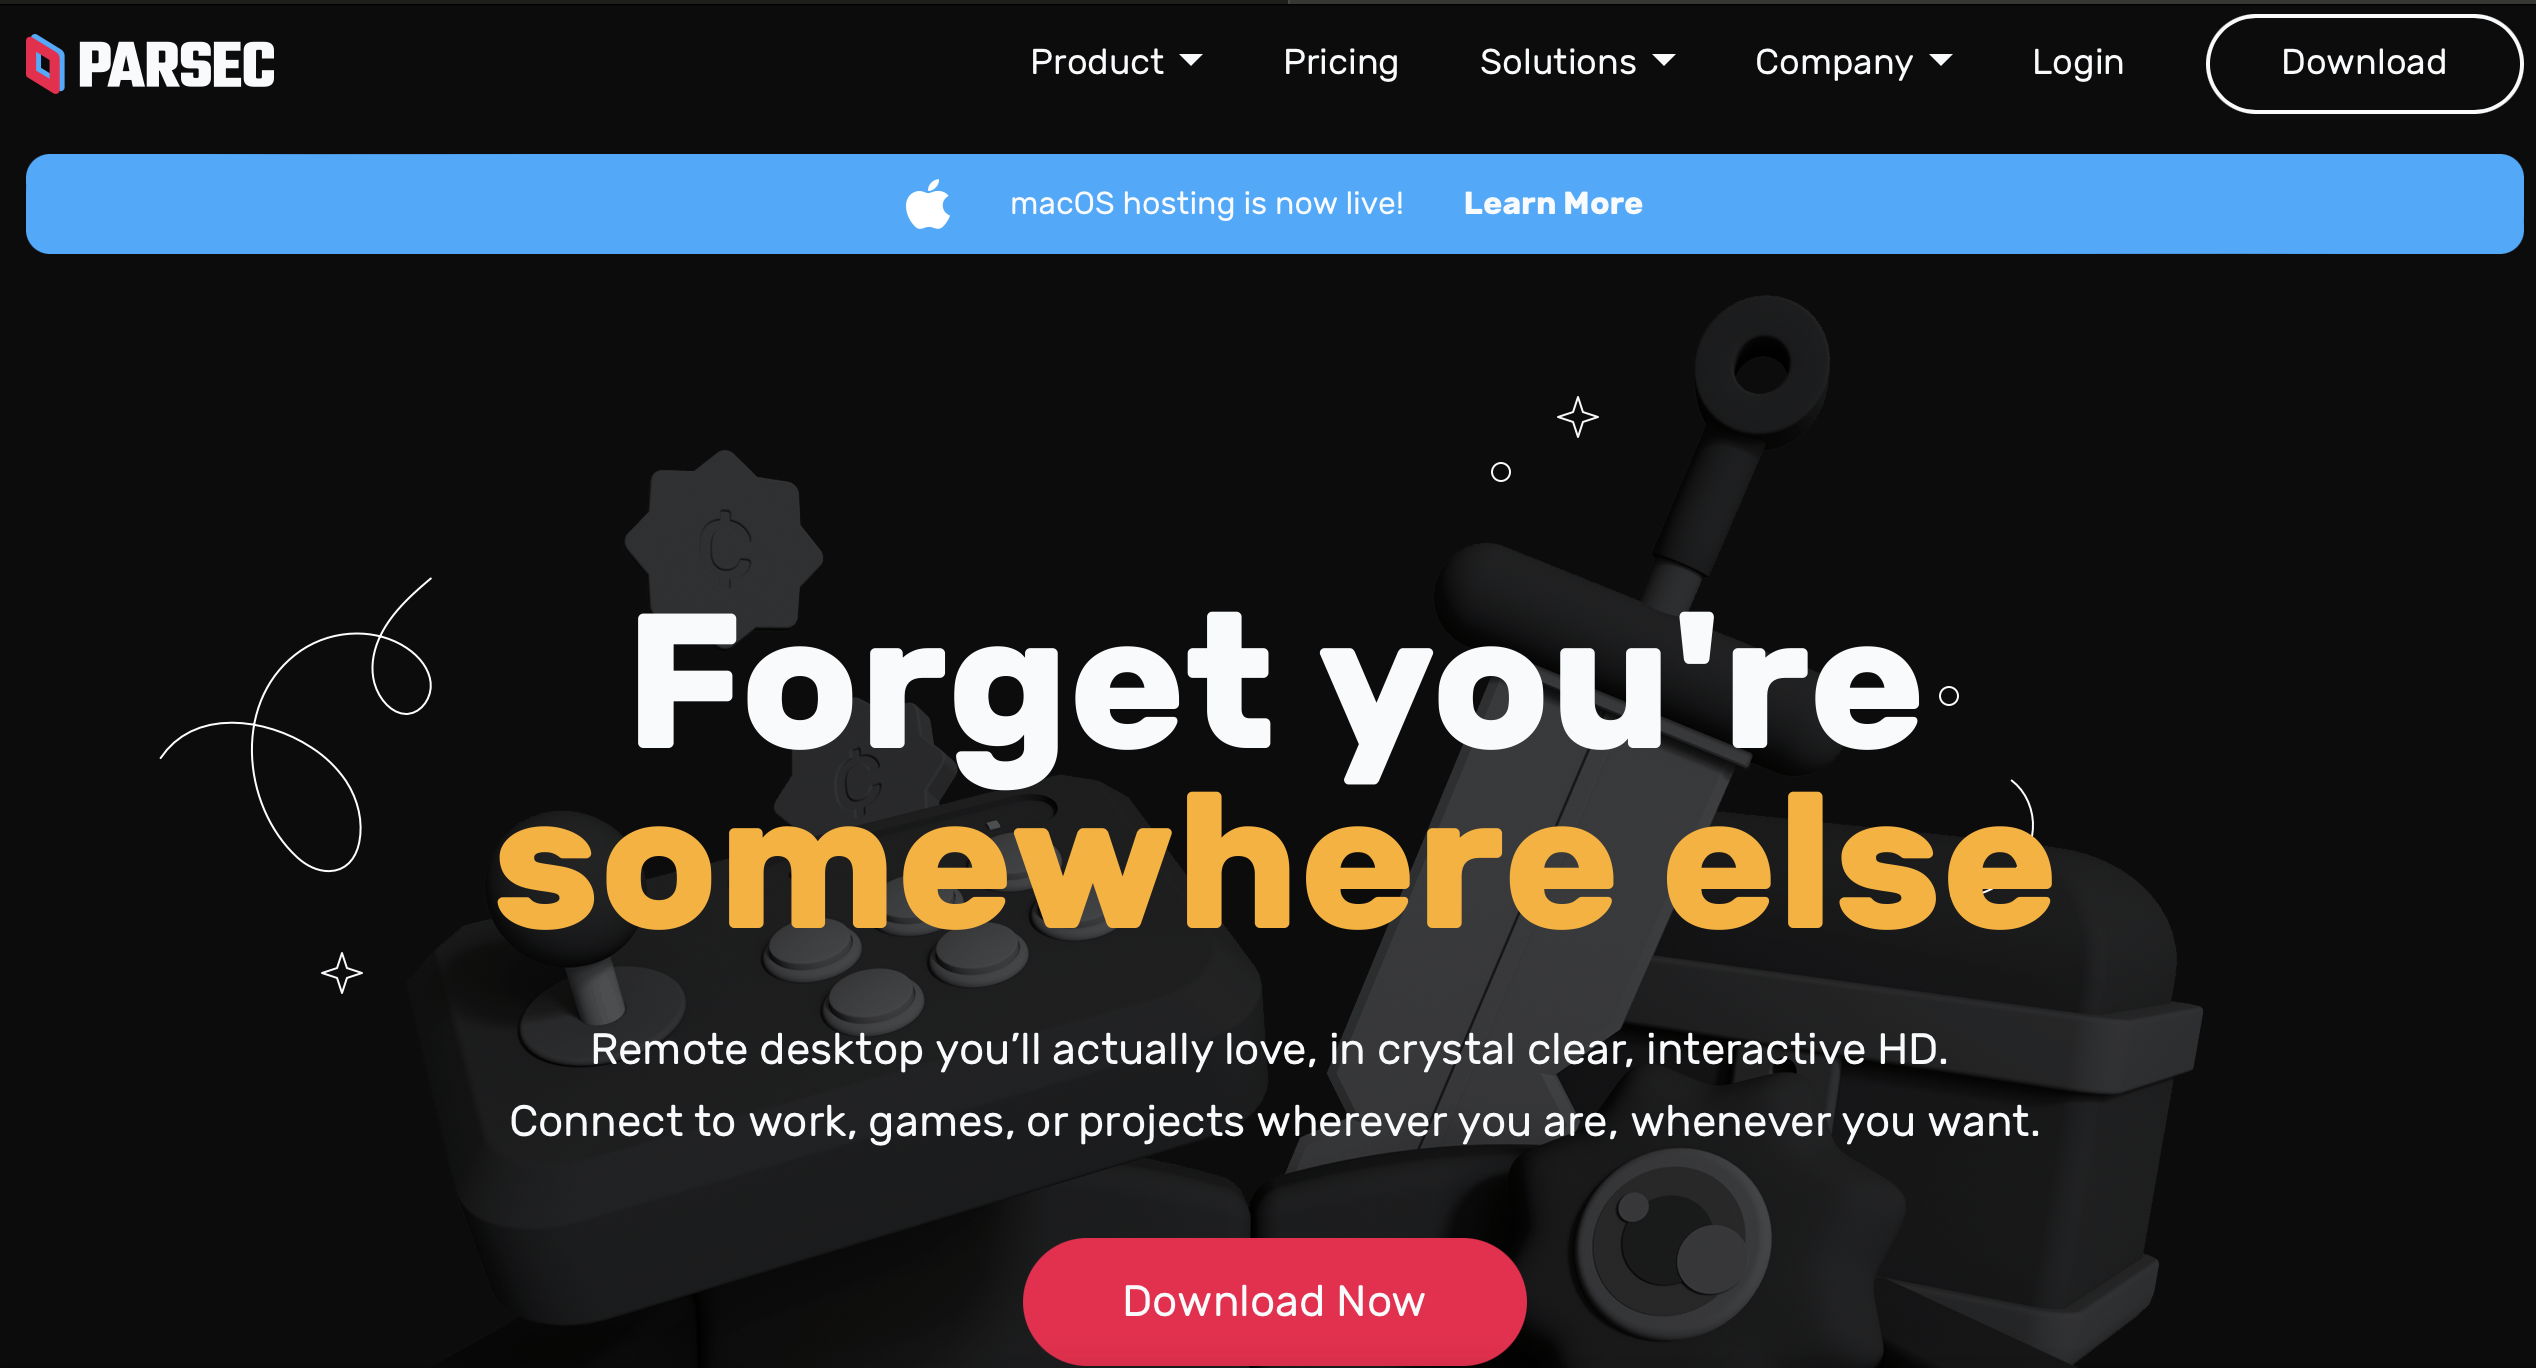 PARSEC
Product
Pricing
Solutions
Company
Login
Download
macOS hosting is now live! Learn More
¢
¢
Forget you're
somewhere else
Remote desktop you’ll actually love, in crystal clear, interactive HD.
Connect to work, games, or projects wherever you are, whenever you want.
Download Now